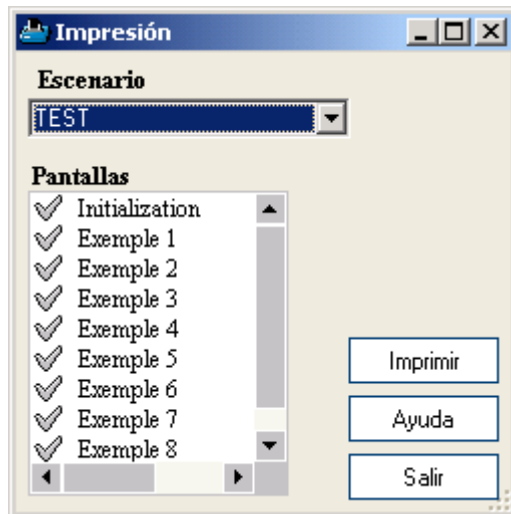 Impresión
Escenario
TEST
Pantallas
Initialization
Exemple 1
Exemple 2
Exemple 3
Exemple 4
Exemple 5
Exemple 6
Exemple 7
Exemple 8
Imprimir
Ayuda
Salir